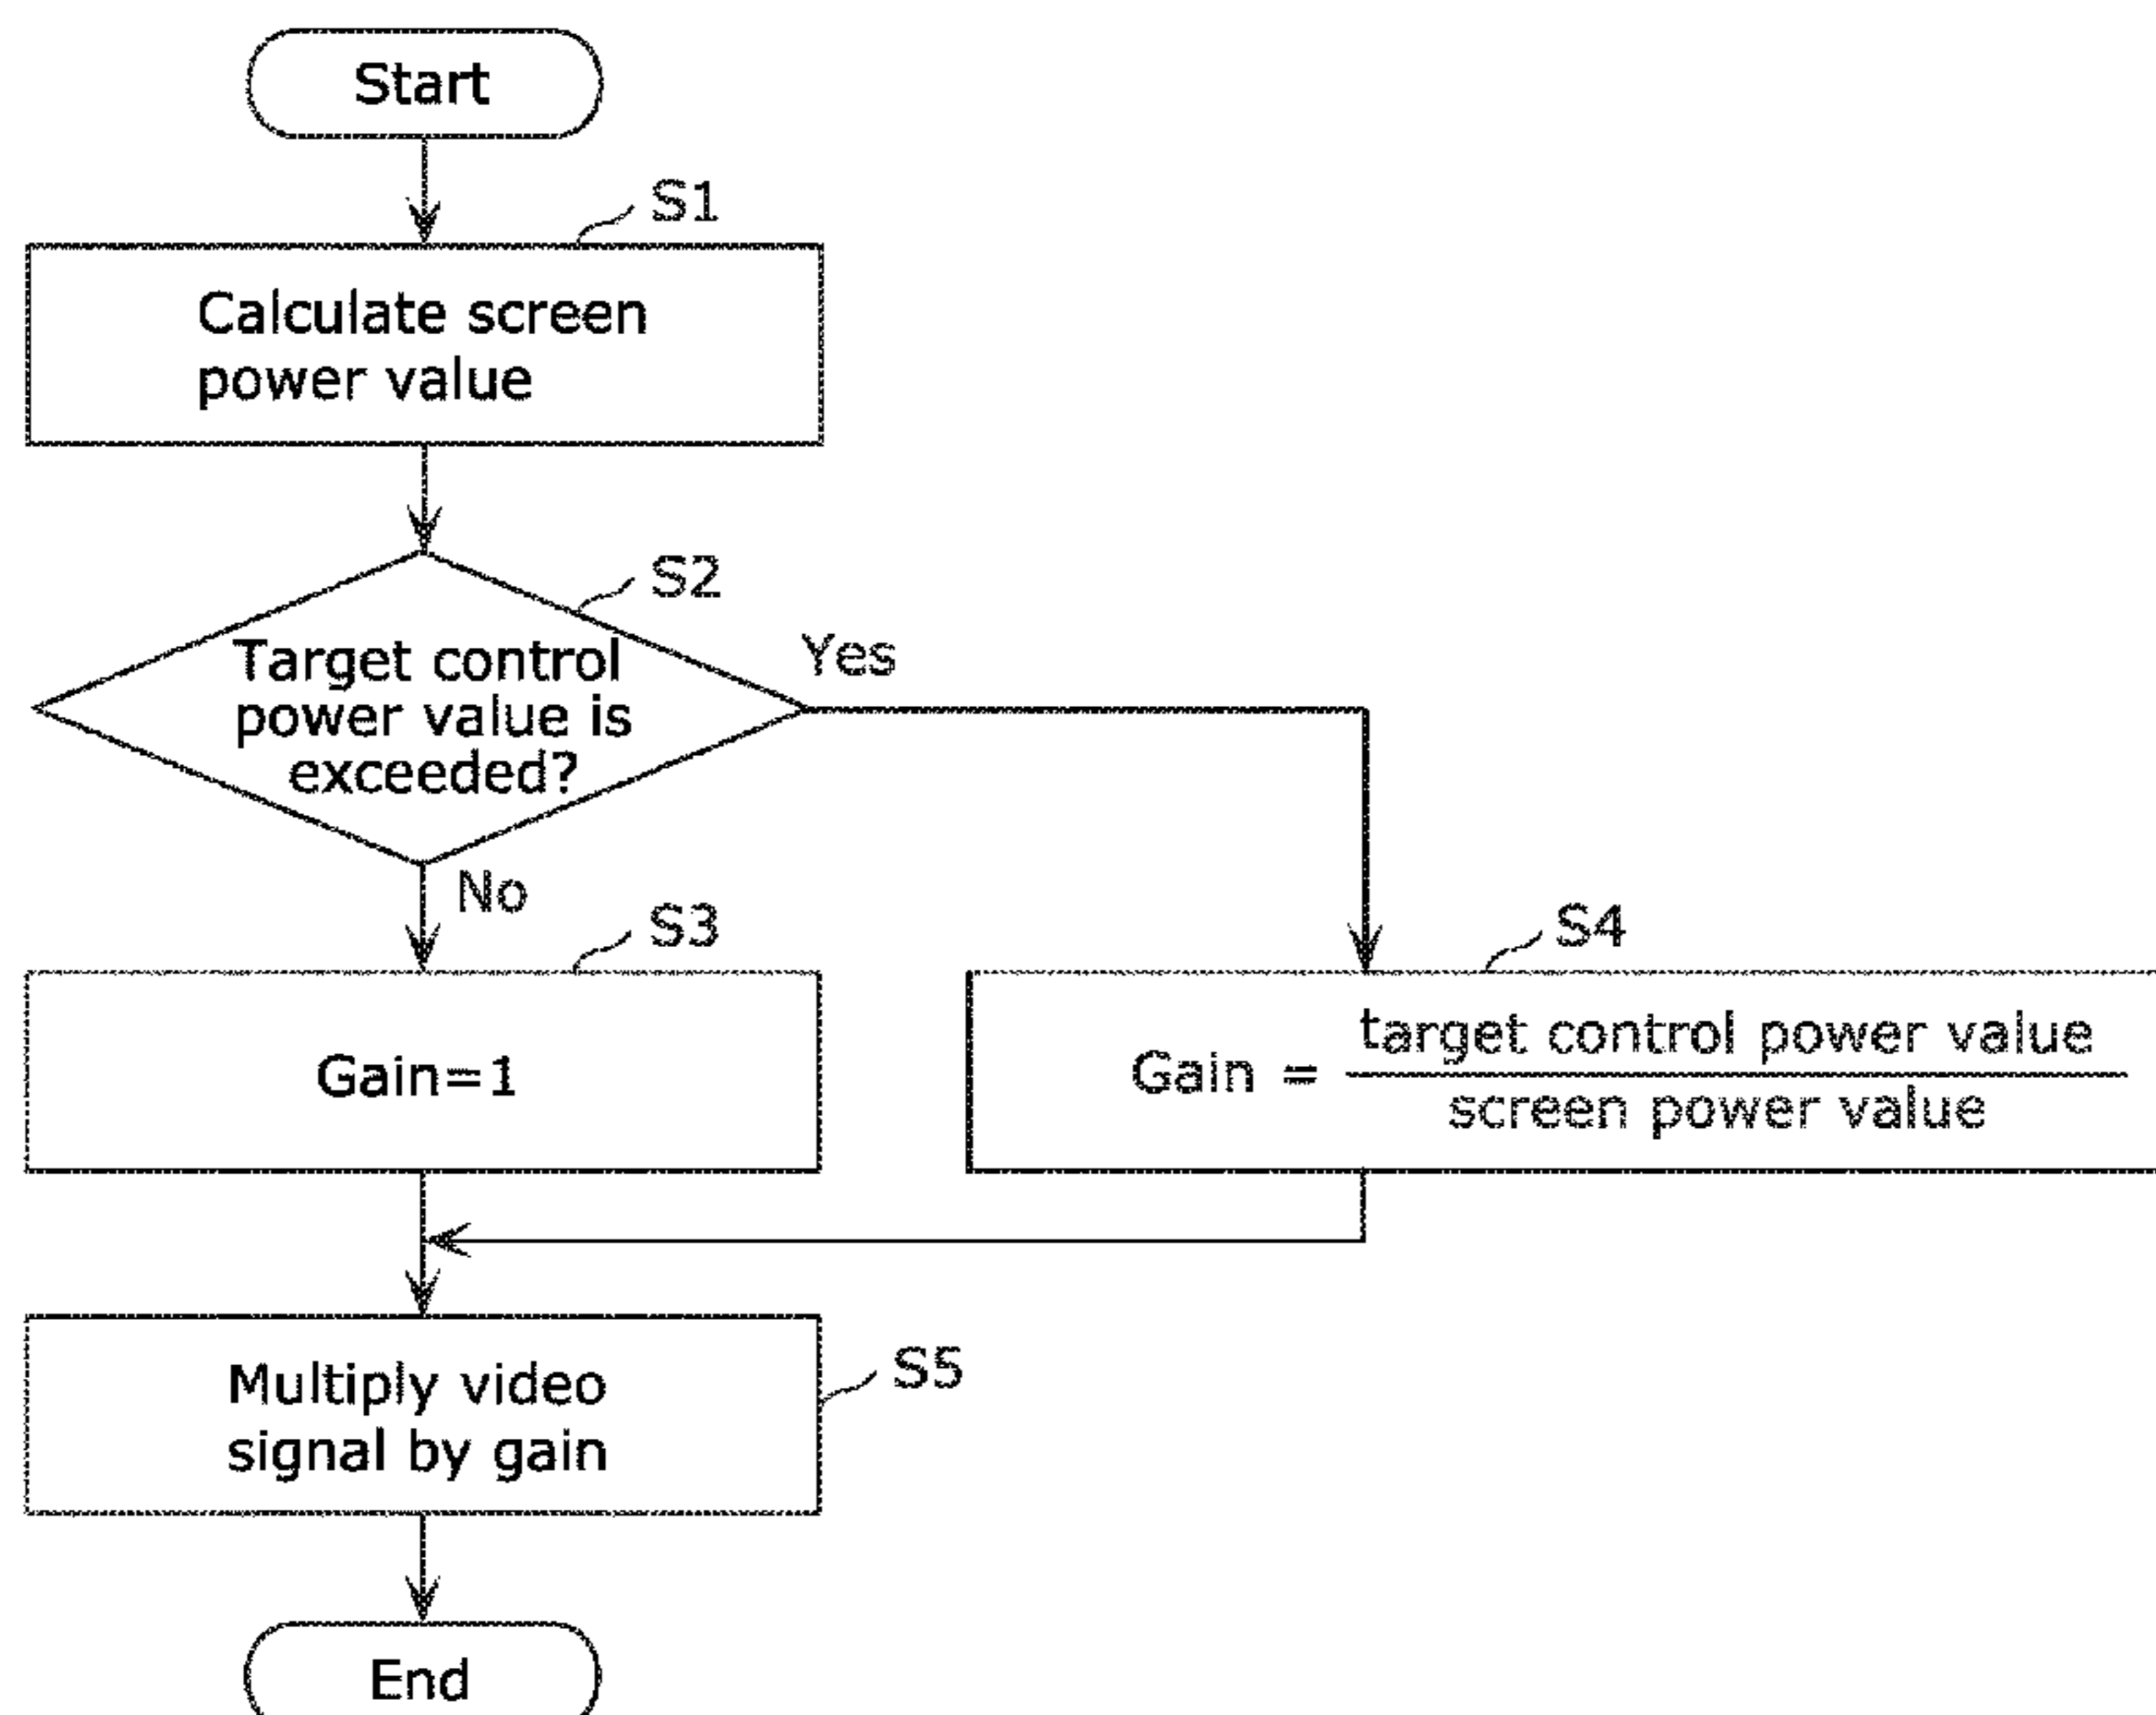 Start
S1
Calculate screen
power value
S2
Target control
power value is
exceeded?
Yes
No
S3
Gain=1
S4
Gain = target control power value
screen power value
Multiply video
signal by gain
S5
End